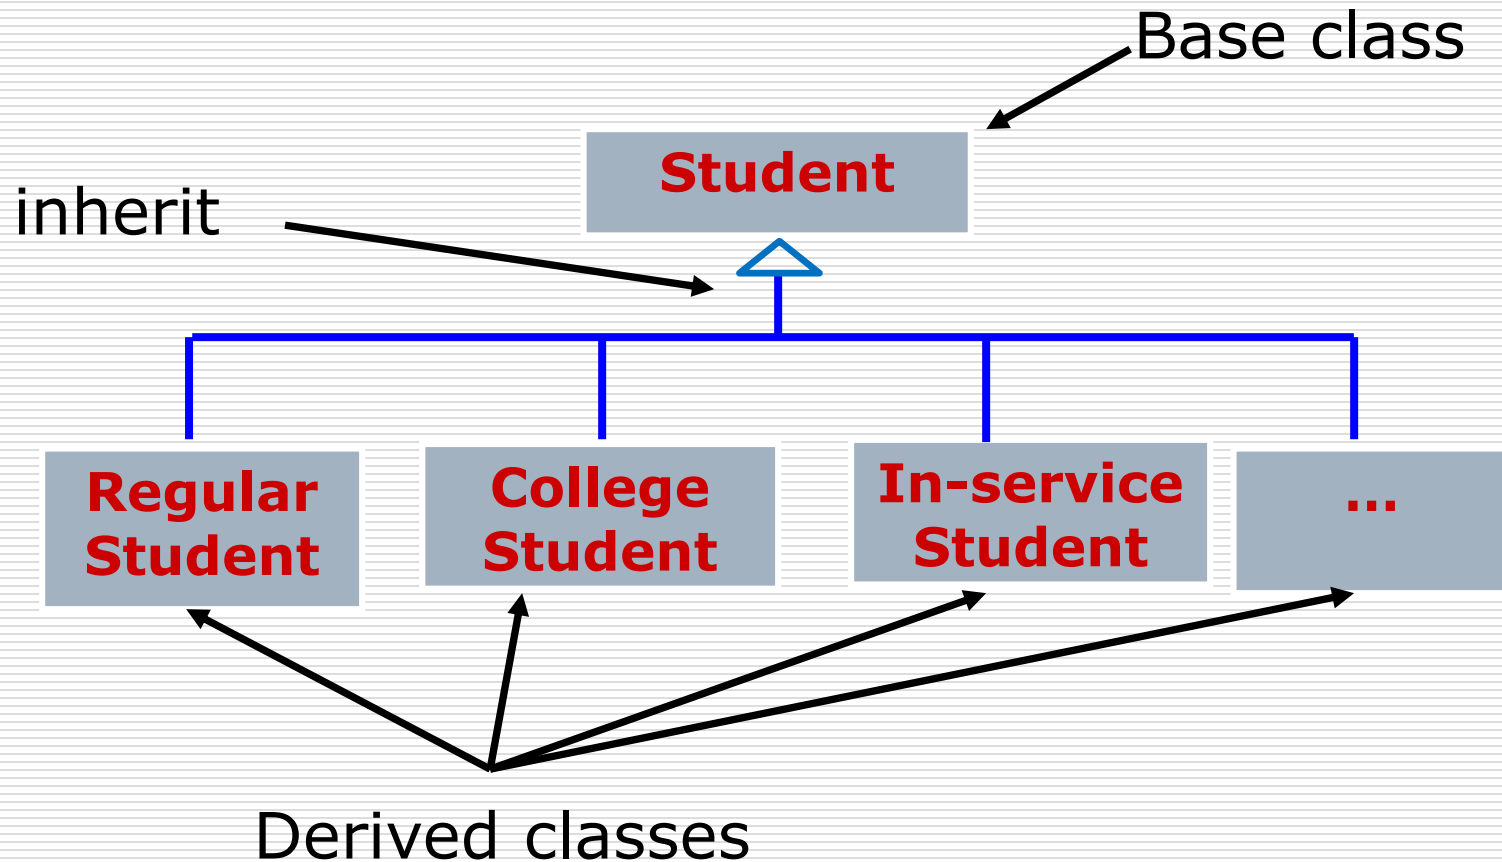 Base class
Student
inherit
Regular
Student
College
Student
In-service
Student
...
Derived classes